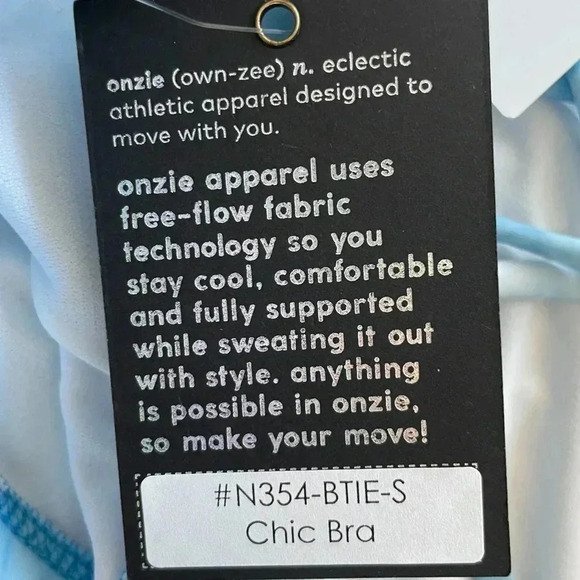 onzie (own-zee) n. eclectic
athletic apparel designed to
move with you.
onzie apparel uses
free-flow fabric
technology so you
stay cool, comfortable
and fully supported
while sweating it out
with style. anything
is possible in onzie,
so make your move!
#N354-BTIE-S
Chic Bra